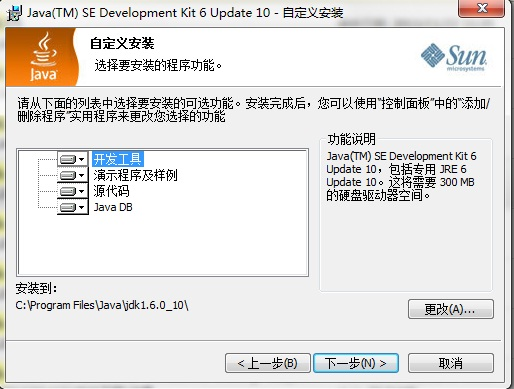 Java(TM) SE Development Kit 6 Update 10 - 自定义安装
自定义安装
选择要安装的程序功能。
Java
Sun
microsystems
请从下面的列表中选择要安装的可选功能。安装完成后，您可以使用“控制面板”中的“添加/
删除程序”实用程序来更改您选择的功能
开发工具
演示程序及样例
源代码
Java DB
功能说明
Java(TM) SE Development Kit 6
Update 10，包括专用 JRE 6
Update 10。这将需要 300 MB
的硬盘驱动器空间。
安装到:
C:\Program Files\Java\jdk1.6.0_10\
更改(A)...
< 上一步(B)
下一步(N) >
取消